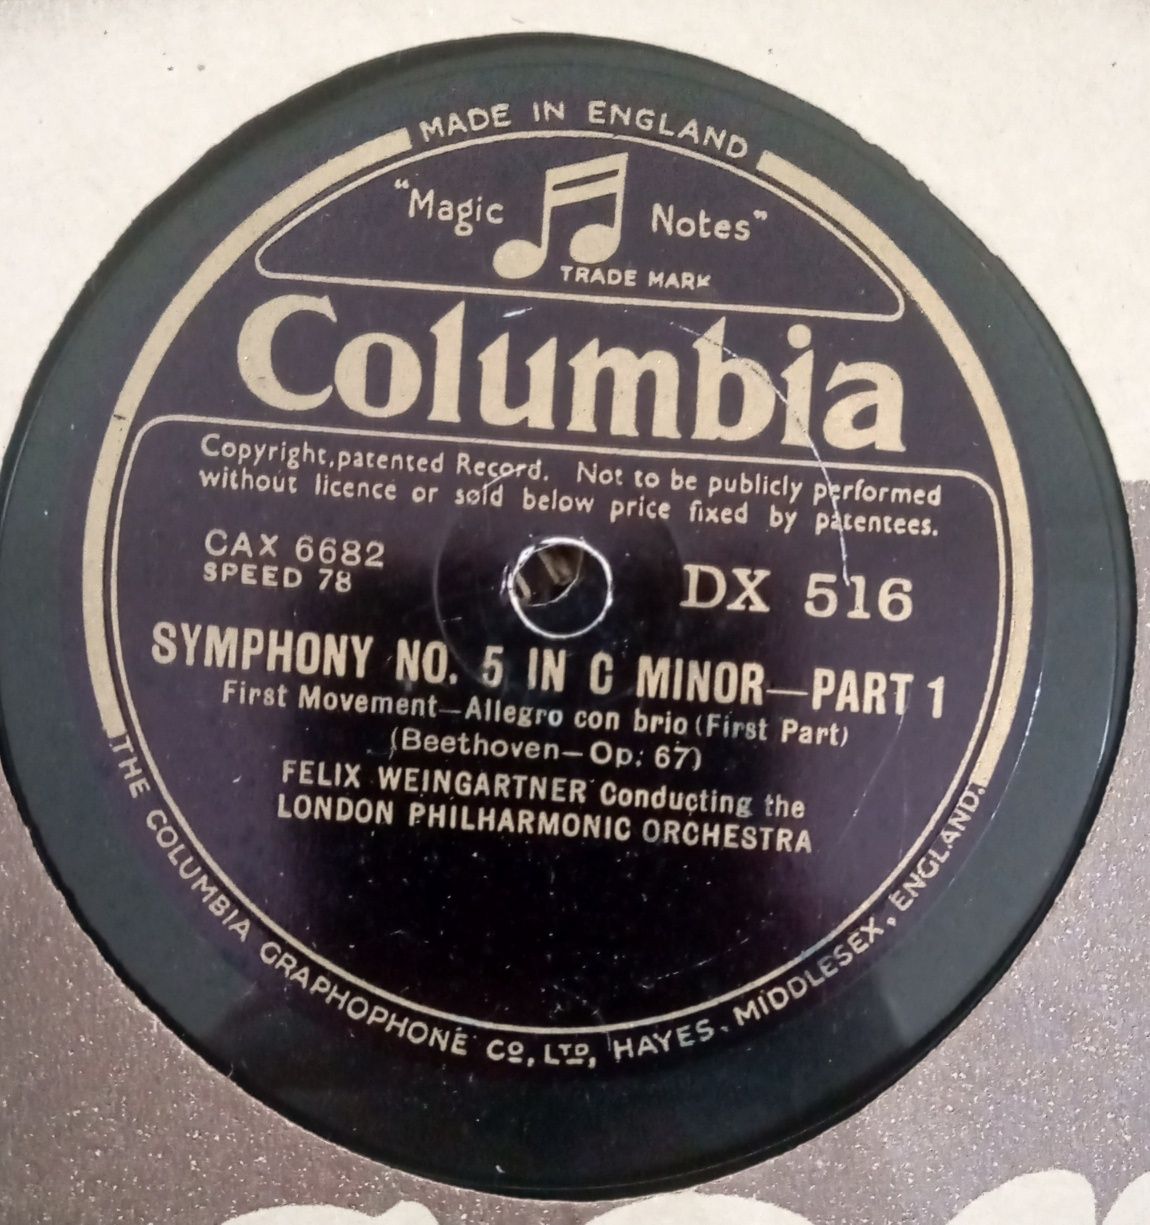 MADE IN ENGLAND
"Magic Notes"
TRADE MARK
Columbia
Copyright, patented Record. Not to be publicly performed
without licence or sold below price fixed by patentees.
CAX 6682
SPEED 78
DX 516
SYMPHONY NO. 5 IN C MINOR—PART 1
First Movement—Allegro con brio (First Part)
(Beethoven—Op: 67)
FELIX WEINGARTNER Conducting the
LONDON PHILHARMONIC ORCHESTRA
THE COLUMBIA GRAPHOPHONE CO, LTD, HAYES, MIDDLESEX, ENGLAND.